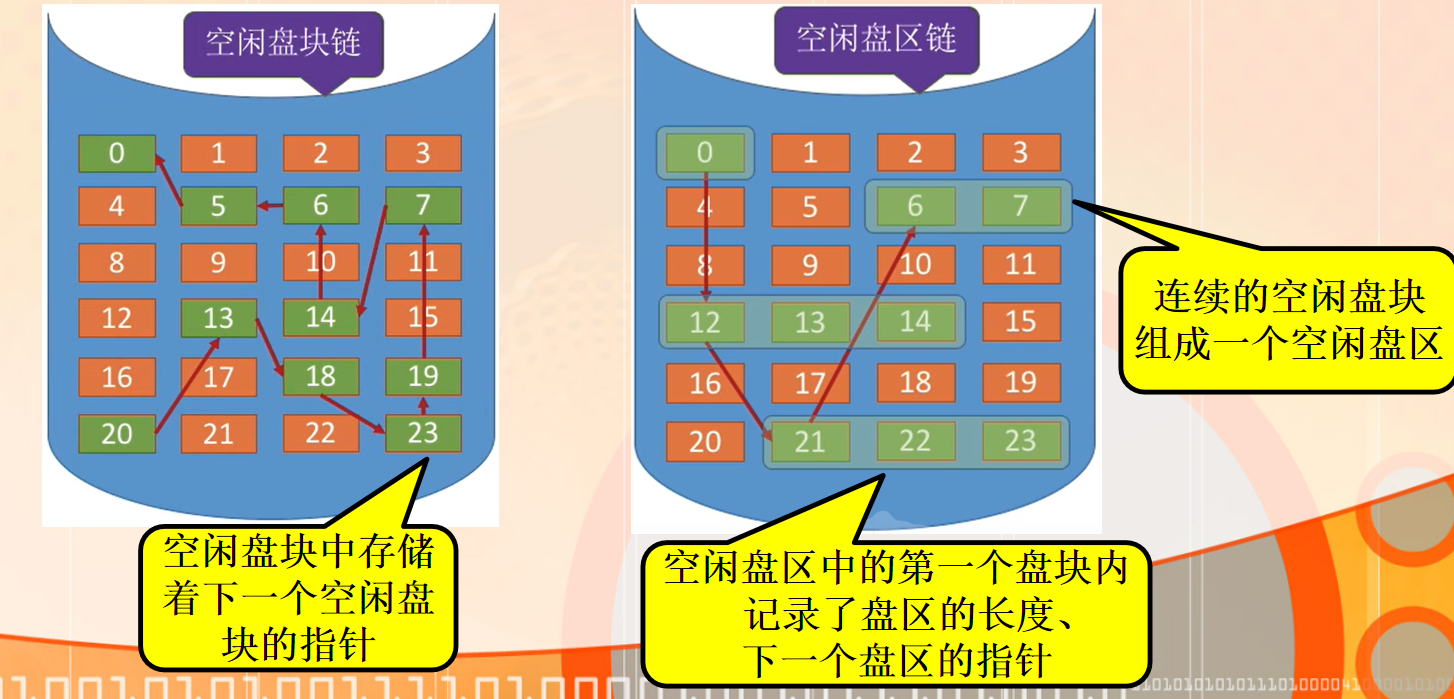 空闲盘块链
0 1 2 3
4 5 6 7
8 9 10 11
12 13 14 15
16 17 18 19
20 21 22 23
空闲盘块中存储
着下一个空闲盘
块的指针
空闲盘区链
0 1 2 3
4 5 6 7
8 9 10 11
12 13 14 15
16 17 18 19
20 21 22 23
连续的空闲盘块
组成一个空闲盘区
空闲盘区中的第一个盘块内
记录了盘区的长度、
下一个盘区的指针